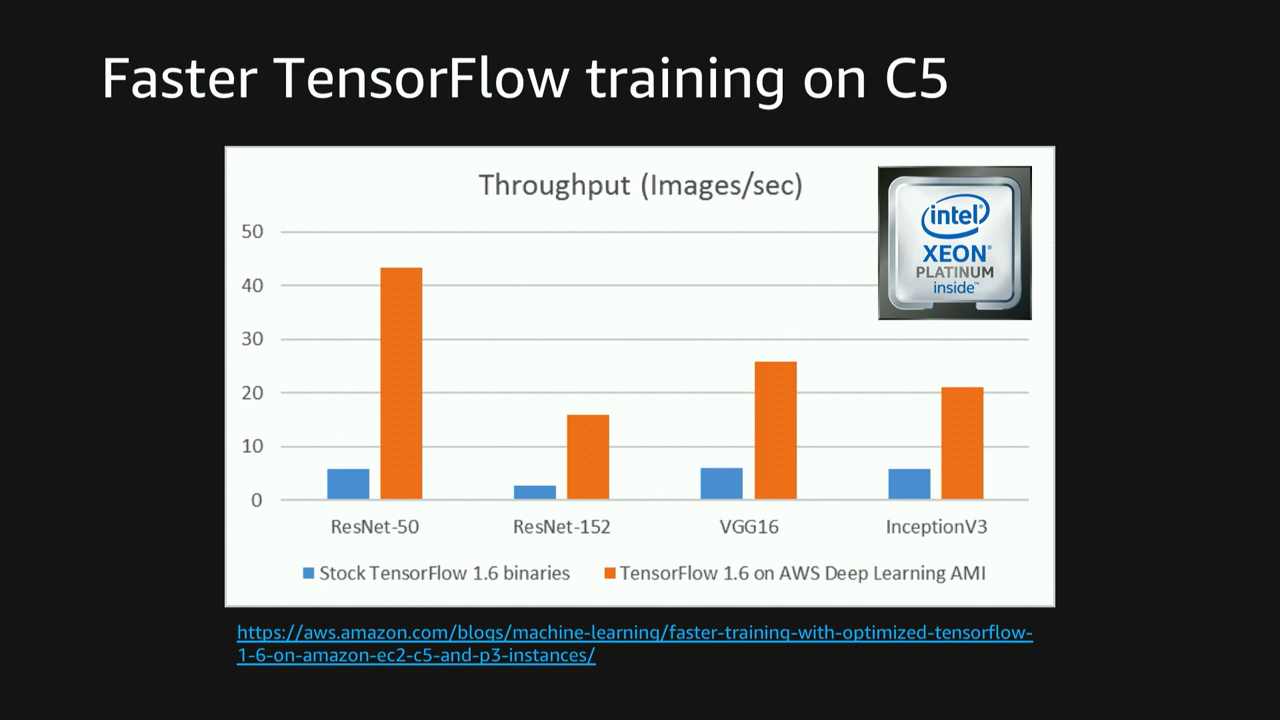 Faster TensorFlow training on C5
Throughput (Images/sec)
intel®
XEON®
PLATINUM
inside™
50
40
30
20
10
0
ResNet-50 ResNet-152 VGG16 InceptionV3
Stock TensorFlow 1.6 binaries TensorFlow 1.6 on AWS Deep Learning AMI
https://aws.amazon.com/blogs/machine-learning/faster-training-with-optimized-tensorflow-
1-6-on-amazon-ec2-c5-and-p3-instances/